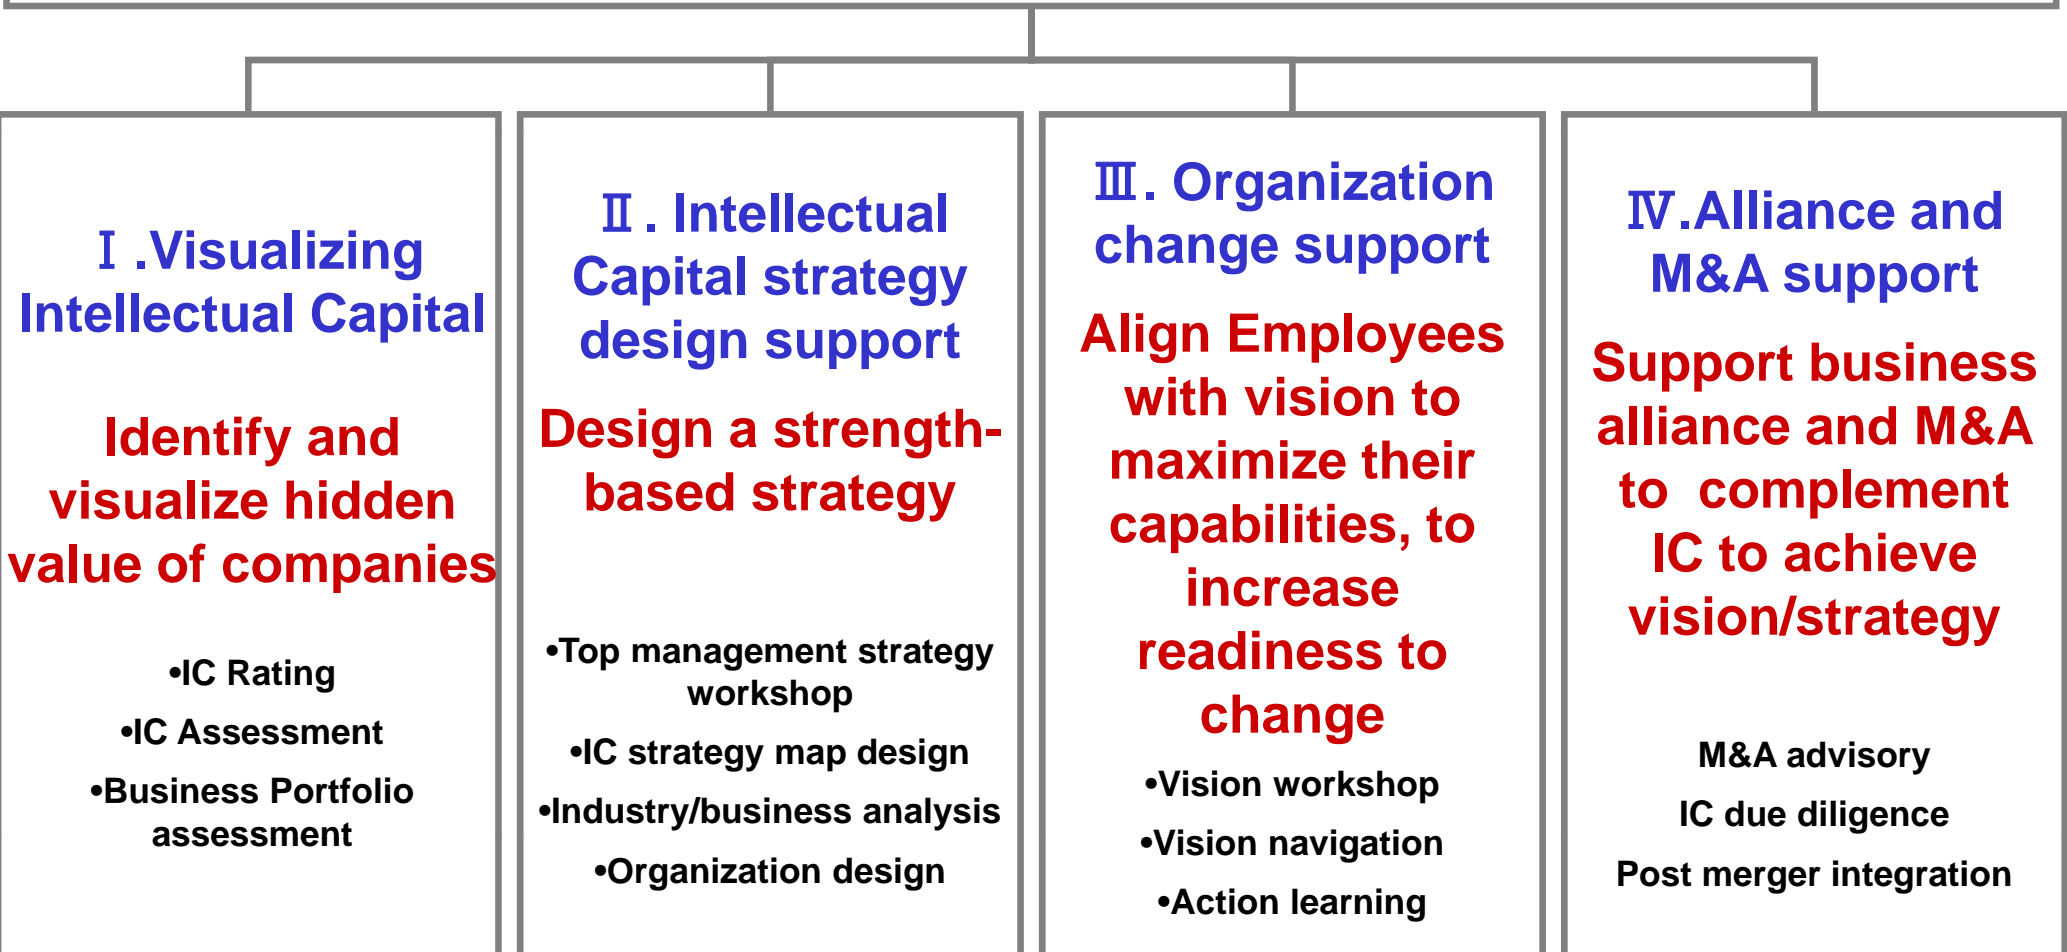 Ⅰ.Visualizing
Intellectual Capital
Identify and
visualize hidden
value of companies
•IC Rating
•IC Assessment
•Business Portfolio
assessment
Ⅱ. Intellectual
Capital strategy
design support
Design a strength-
based strategy
•Top management strategy
workshop
•IC strategy map design
•Industry/business analysis
•Organization design
Ⅲ. Organization
change support
Align Employees
with vision to
maximize their
capabilities, to
increase
readiness to
change
•Vision workshop
•Vision navigation
•Action learning
Ⅳ.Alliance and
M&A support
Support business
alliance and M&A
to  complement
IC to achieve
vision/strategy
M&A advisory
IC due diligence
Post merger integration